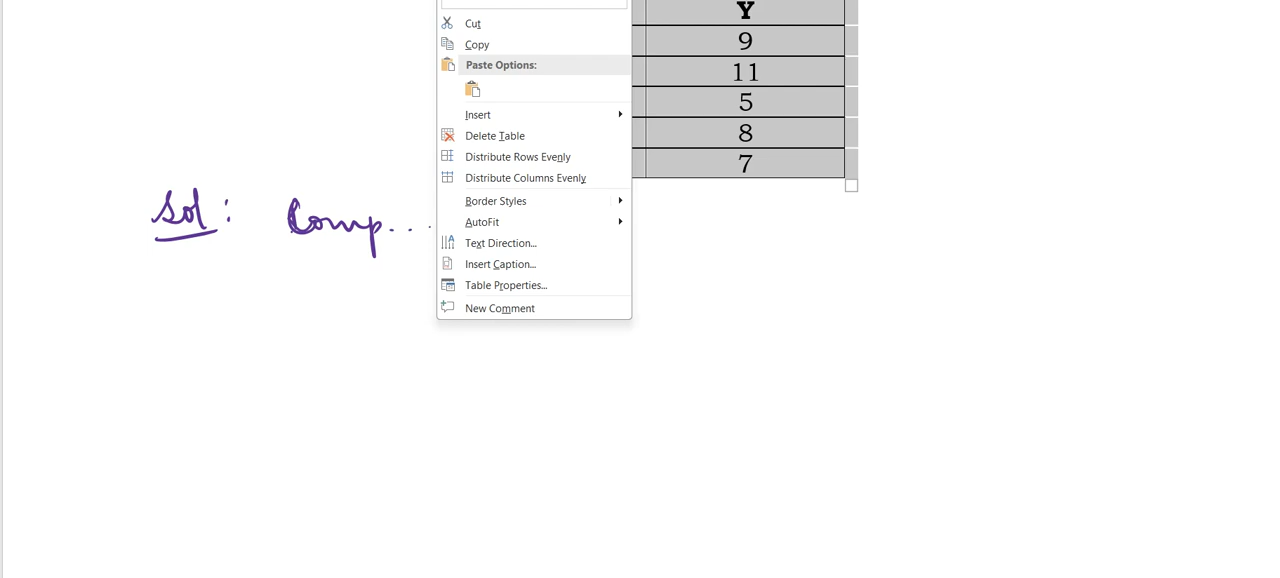 Y
Cut
9
Copy
Paste Options:
11
5
Insert
Delete Table
8
Distribute Rows Evenly
7
Distribute Columns Evenly
Border Styles
Sol : Comp...
AutoFit
Text Direction...
Insert Caption...
Table Properties...
New Comment